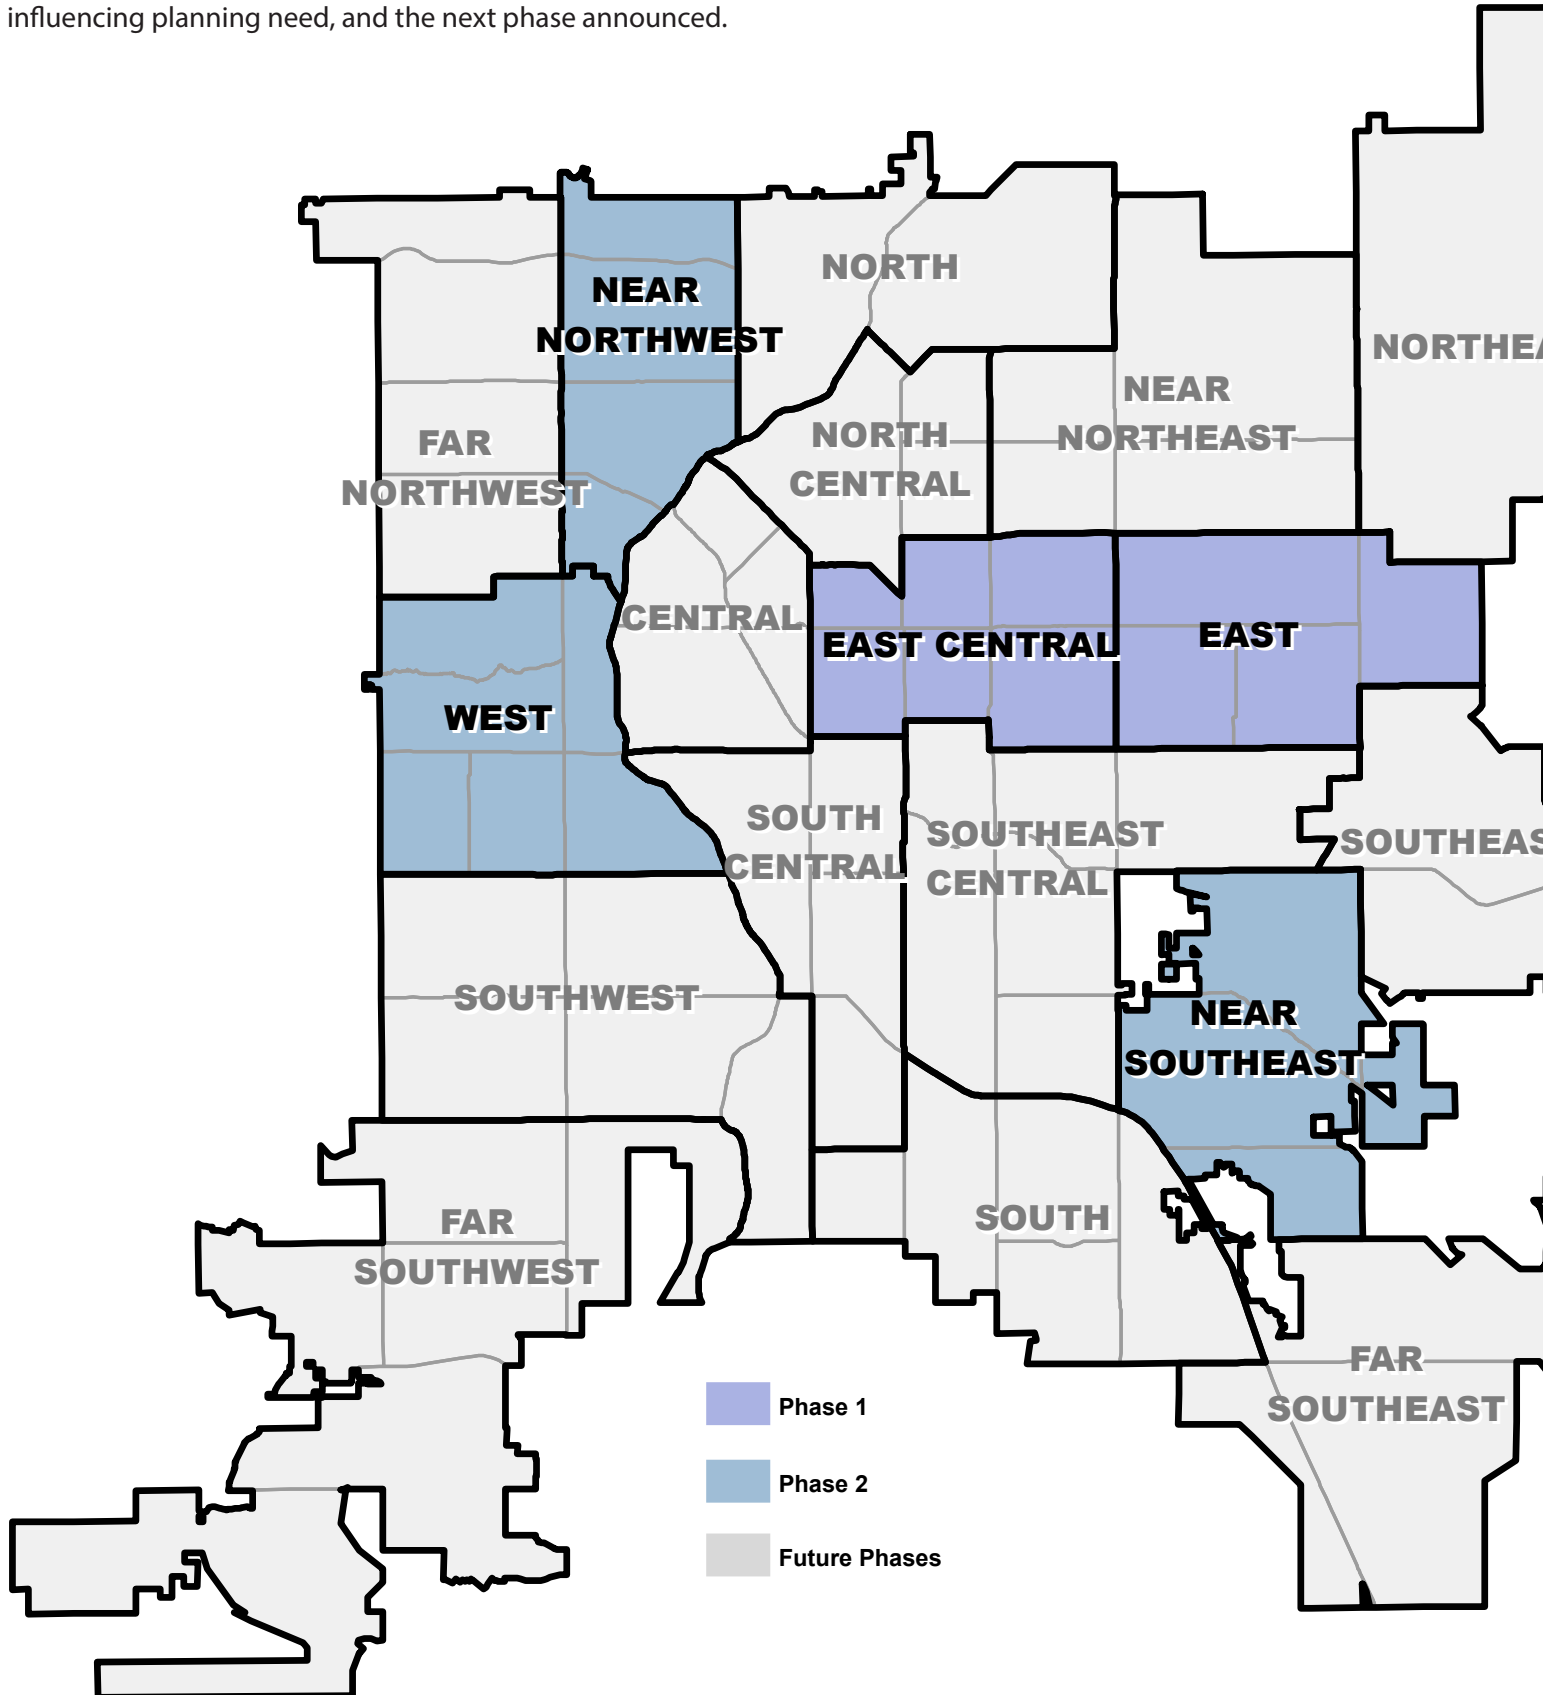 influencing planning need, and the next phase announced.
NORTH
NEAR
NORTHWEST
NORTHEA
NEAR
NORTHEAST
FAR
NORTHWEST
NORTH
CENTRAL
CENTRAL
EAST CENTRAL
EAST
WEST
SOUTH
CENTRAL
SOUTHEAST
CENTRAL
SOUTHEAS
SOUTHWEST
NEAR
SOUTHEAST
FAR
SOUTHWEST
SOUTH
FAR
SOUTHEAST
Phase 1
Phase 2
Future Phases